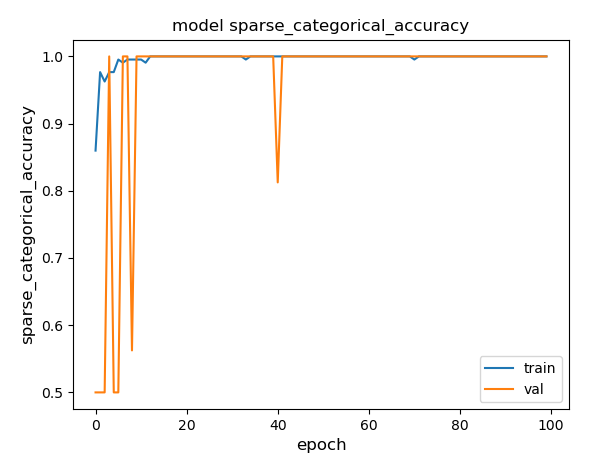 model sparse_categorical_accuracy
sparse_categorical_accuracy
1.0
0.9
0.8
0.7
0.6
0.5
0 20 40 60 80 100
epoch
train
val